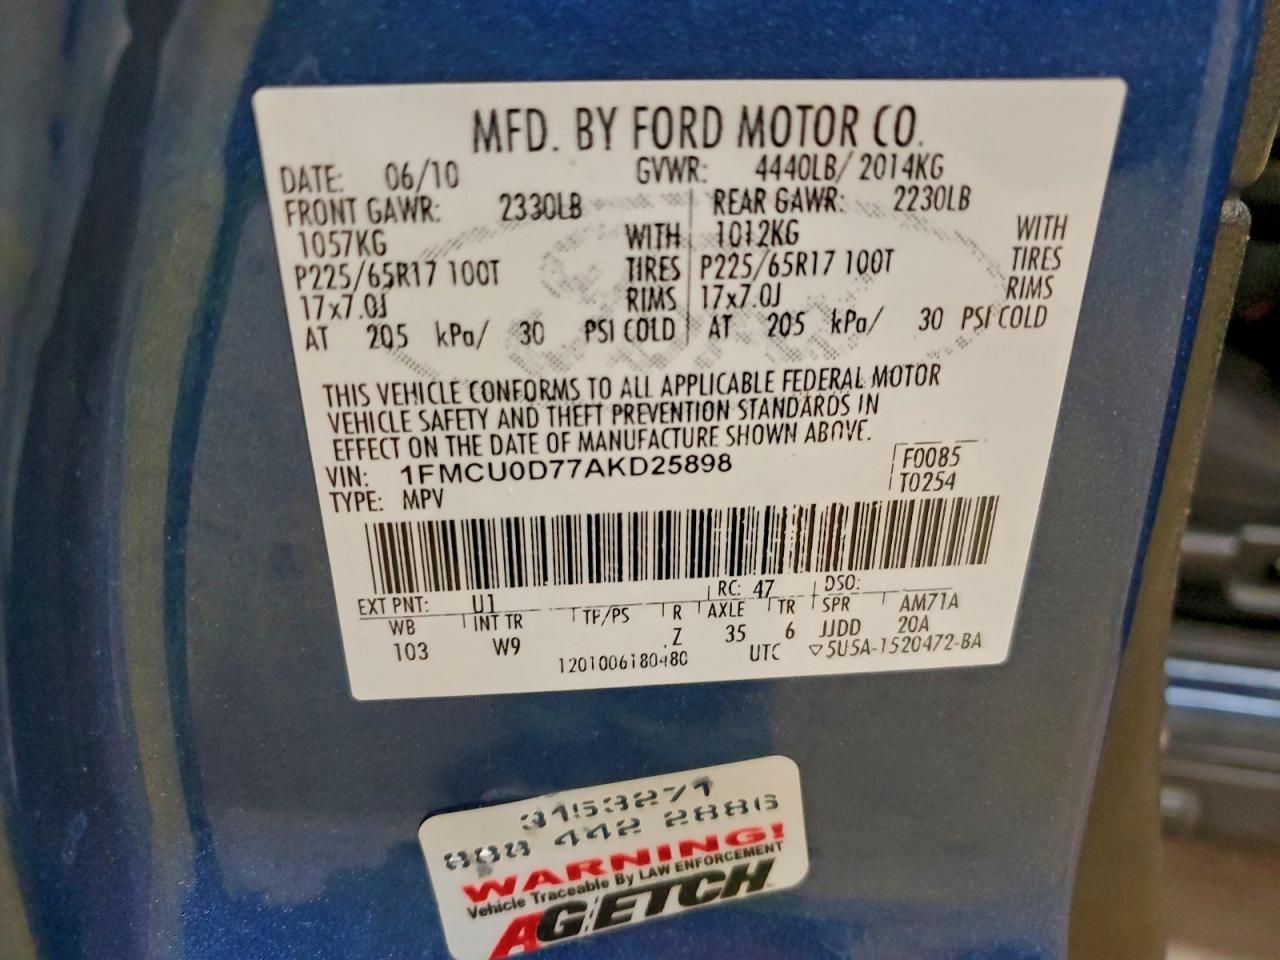 MFD. BY FORD MOTOR CO.
DATE: 06/10 GVWR: 4440LB/ 2014KG
FRONT GAWR: 2330LB REAR GAWR: 2230LB
1057KG WITH 1012KG WITH
P225/65R17 100T TIRES P225/65R17 100T TIRES
17x7.0J RIMS 17x7.0J RIMS
AT 205 kPa/ 30 PSI COLD AT 205 kPa/ 30 PSI COLD
THIS VEHICLE CONFORMS TO ALL APPLICABLE FEDERAL MOTOR
VEHICLE SAFETY AND THEFT PREVENTION STANDARDS IN
EFFECT ON THE DATE OF MANUFACTURE SHOWN ABOVE.
VIN: 1FMCU0D77AKD25898 F0085
TYPE: MPV T0254
EXT PNT: U1 RC: 47 DSO:
WB INT TR TP/PS R AXLE TR SPR AM71A
103 W9 Z 35 6 JJDD 20A
1201006180480 UTC ▽5U5A-1520472-BA
3453271
888 442 2886
WARNING!
Vehicle Traceable By LAW ENFORCEMENT
AGETCH